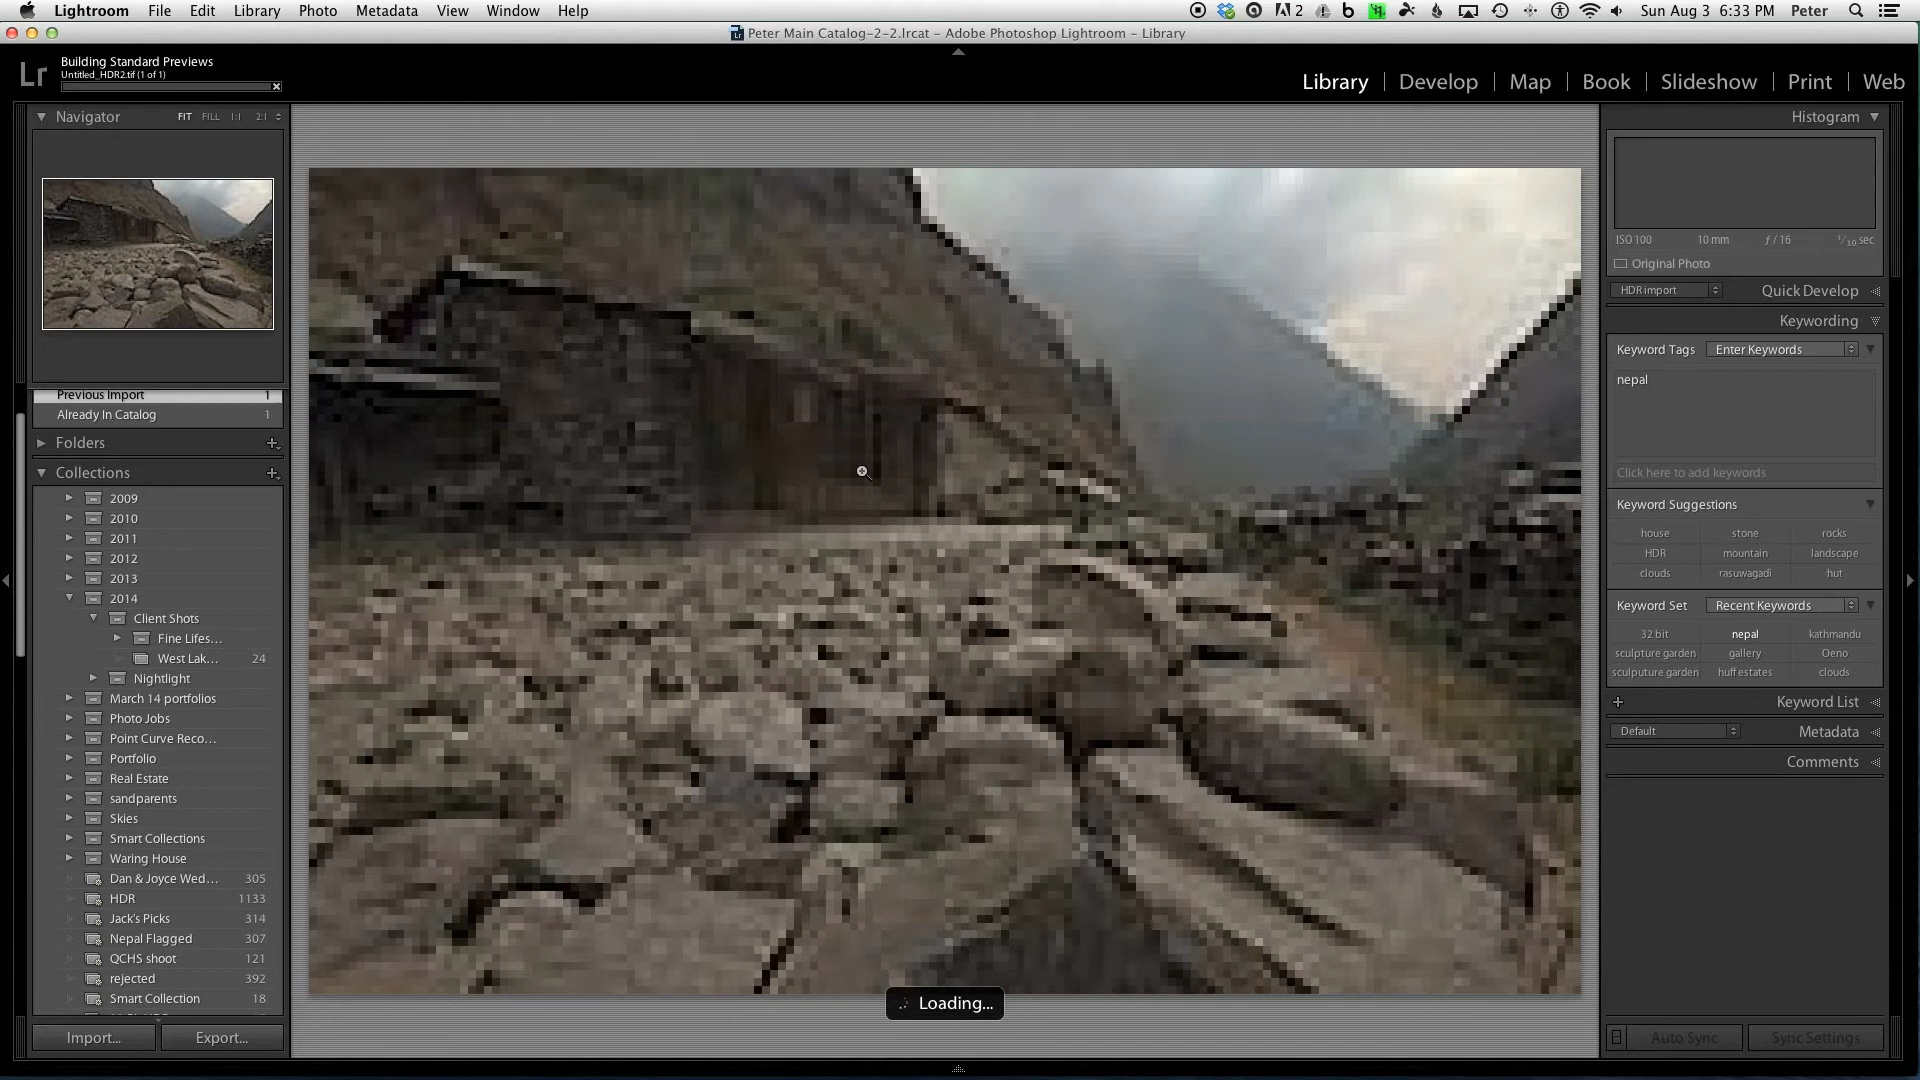 Lightroom File Edit Library Photo Metadata View Window Help
2 Sun Aug 3 6:33 PM Peter
Peter Main Catalog-2-2.lrcat - Adobe Photoshop Lightroom - Library
Lr
Building Standard Previews
Untitled_HDR2.tif (1 of 1)
Library Develop Map Book Slideshow Print Web
Navigator FIT FILL 1:1 2:1
Previous Import 1
Already In Catalog 1
Folders
Collections
2009
2010
2011
2012
2013
2014
Client Shots
Fine Lifes...
West Lak... 24
Nightlight
March 14 portfolios
Photo Jobs
Point Curve Reco...
Portfolio
Real Estate
sandparents
Skies
Smart Collections
Waring House
Dan & Joyce Wed... 305
HDR 1133
Jack's Picks 314
Nepal Flagged 307
QCHS shoot 121
rejected 392
Smart Collection 18
Import... Export...
Loading...
Histogram
ISO 100 10 mm ƒ / 16 1/10 sec
Original Photo
HDR import Quick Develop
Keywording
Keyword Tags Enter Keywords
nepal
Click here to add keywords
Keyword Suggestions
house stone rocks
HDR mountain landscape
clouds rasuwagadi hut
Keyword Set Recent Keywords
32 bit nepal kathmandu
sculpture garden gallery Oeno
sculputure garden huff estates clouds
Keyword List
Default Metadata
Comments
Auto Sync Sync Settings